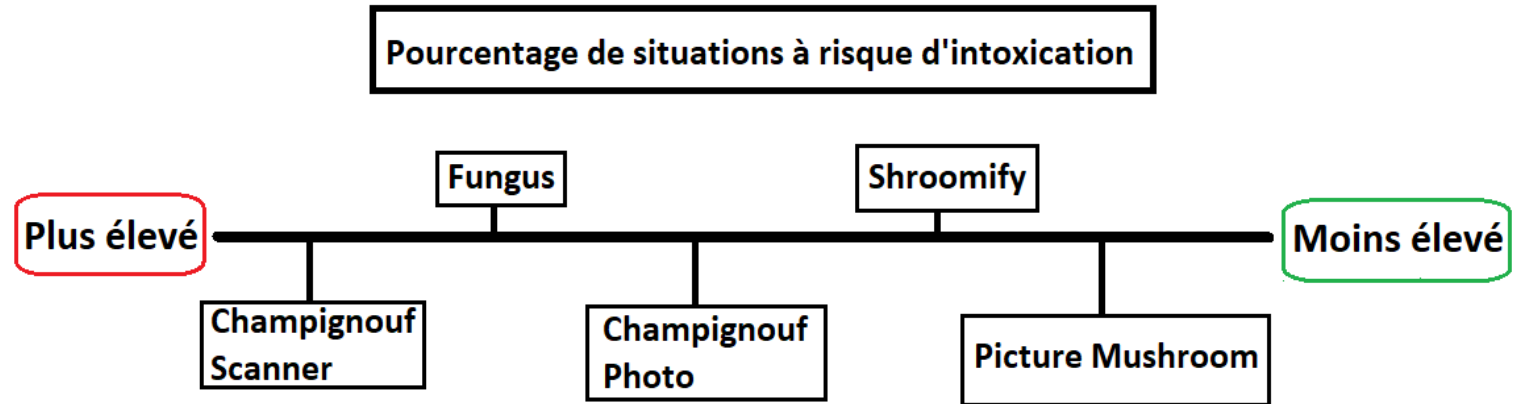 Pourcentage de situations à risque d'intoxication
Fungus
Shroomify
Plus élevé
Moins élevé
Champignouf
Scanner
Champignouf
Photo
Picture Mushroom